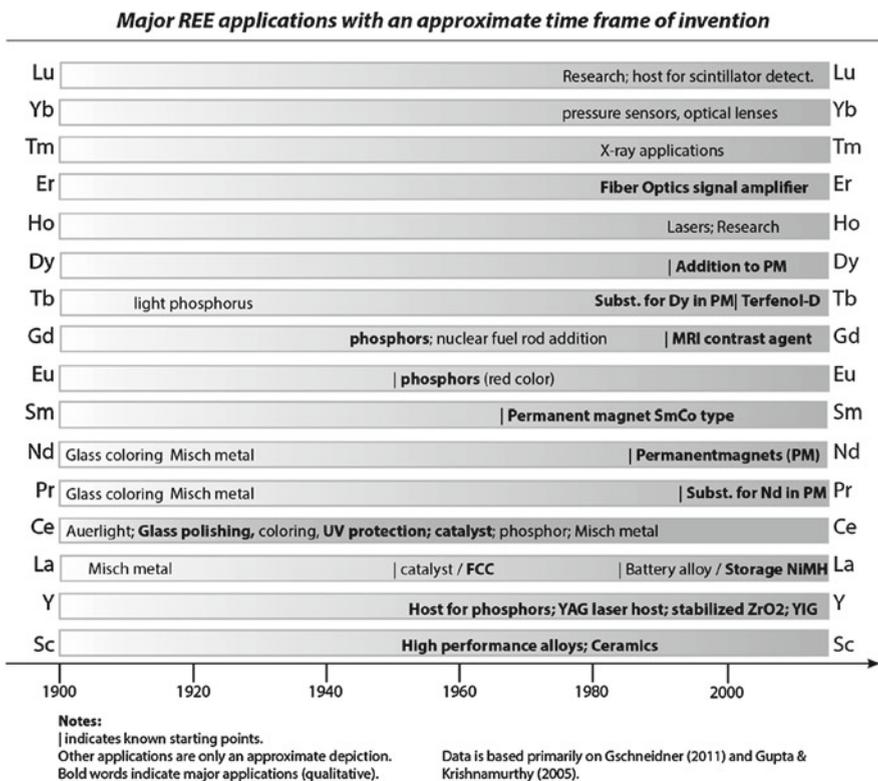 Major REE applications with an approximate time frame of invention
Lu Research; host for scintillator detect. Lu
Yb pressure sensors, optical lenses Yb
Tm X-ray applications Tm
Er Fiber Optics signal amplifier Er
Ho Lasers; Research Ho
Dy | Addition to PM Dy
Tb light phosphorus Subst. for Dy in PM| Terfenol-D Tb
Gd phosphors; nuclear fuel rod addition | MRI contrast agent Gd
Eu | phosphors (red color) Eu
Sm | Permanent magnet SmCo type Sm
Nd Glass coloring Misch metal | Permanentmagnets (PM) Nd
Pr Glass coloring Misch metal | Subst. for Nd in PM Pr
Ce Auerlight; Glass polishing, coloring, UV protection; catalyst; phosphor; Misch metal Ce
La Misch metal | catalyst / FCC | Battery alloy / Storage NiMH La
Y Host for phosphors; YAG laser host; stabilized ZrO2; YIG Y
Sc High performance alloys; Ceramics Sc
1900 1920 1940 1960 1980 2000
Notes:
| indicates known starting points.
Other applications are only an approximate depiction.
Bold words indicate major applications (qualitative).
Data is based primarily on Gschneidner (2011) and Gupta &
Krishnamurthy (2005).